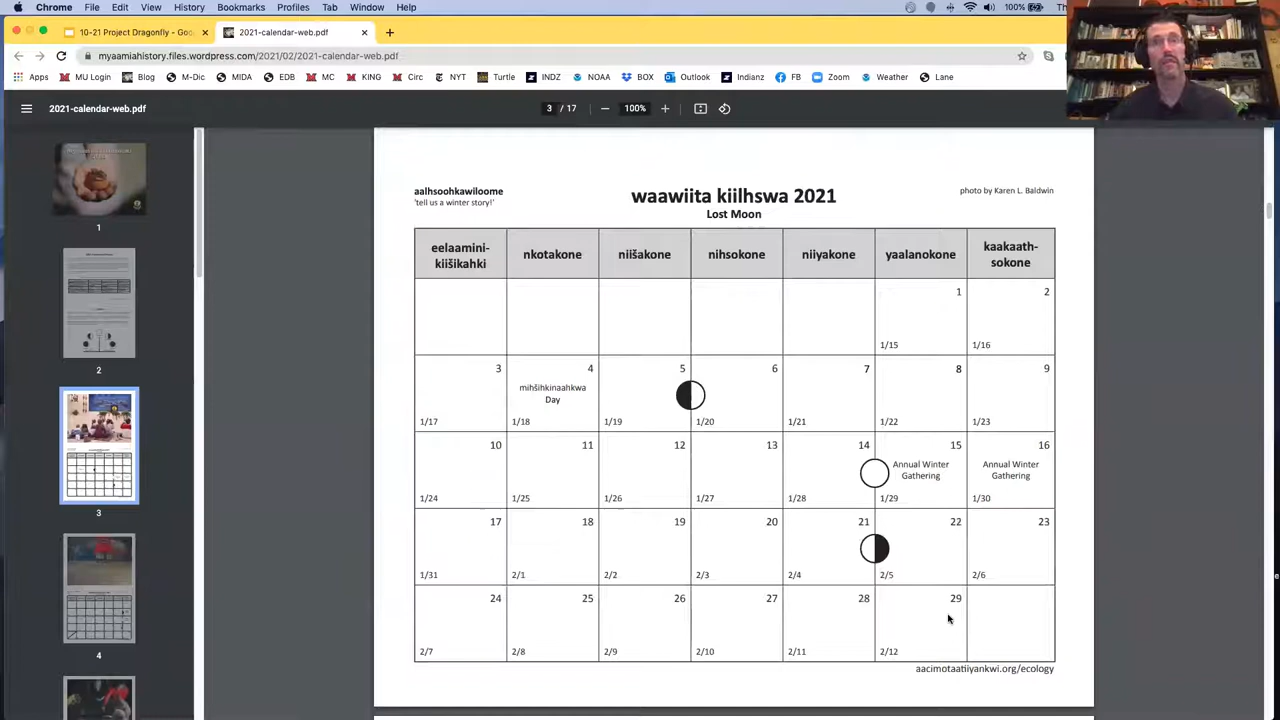 Chrome File Edit View History Bookmarks Profiles Tab Window Help 100% Th
10-21 Project Dragonfly - Goo 2021-calendar-web.pdf
myaamiahistory.files.wordpress.com/2021/02/2021-calendar-web.pdf
Apps MU Login Blog M-Dic MIDA EDB MC KING Circ NYT Turtle INDZ NOAA BOX Outlook Indianz FB Zoom Weather Lane
2021-calendar-web.pdf 3 / 17 100%
1
2
3
4
aalhsoohkawiloome
'tell us a winter story!'
waawiita kiilhswa 2021
Lost Moon
photo by Karen L. Baldwin
eelaamini-
kiišikahki
nkotakone
niišakone
nihsokone
niiyakone
yaalanokone
kaakaath-
sokone
1 2
1/15 1/16
3 4 5 6 7 8 9
mihšihkinaahkwa
Day
1/17 1/18 1/19 1/20 1/21 1/22 1/23
10 11 12 13 14 15 16
Annual Winter
Gathering
Annual Winter
Gathering
1/24 1/25 1/26 1/27 1/28 1/29 1/30
17 18 19 20 21 22 23
1/31 2/1 2/2 2/3 2/4 2/5 2/6
24 25 26 27 28 29
2/7 2/8 2/9 2/10 2/11 2/12
aacimotaatiiyankwi.org/ecology